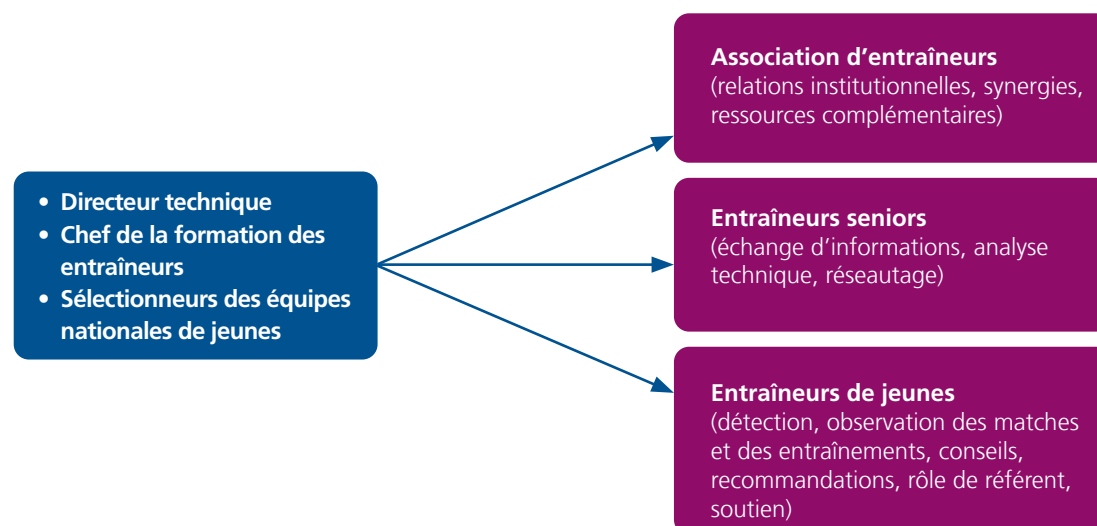 Association d’entraîneurs
(relations institutionnelles, synergies,
ressources complémentaires)
• Directeur technique
• Chef de la formation des
entraîneurs
• Sélectionneurs des équipes
nationales de jeunes
Entraîneurs seniors
(échange d’informations, analyse
technique, réseautage)
Entraîneurs de jeunes
(détection, observation des matches
et des entraînements, conseils,
recommandations, rôle de référent,
soutien)